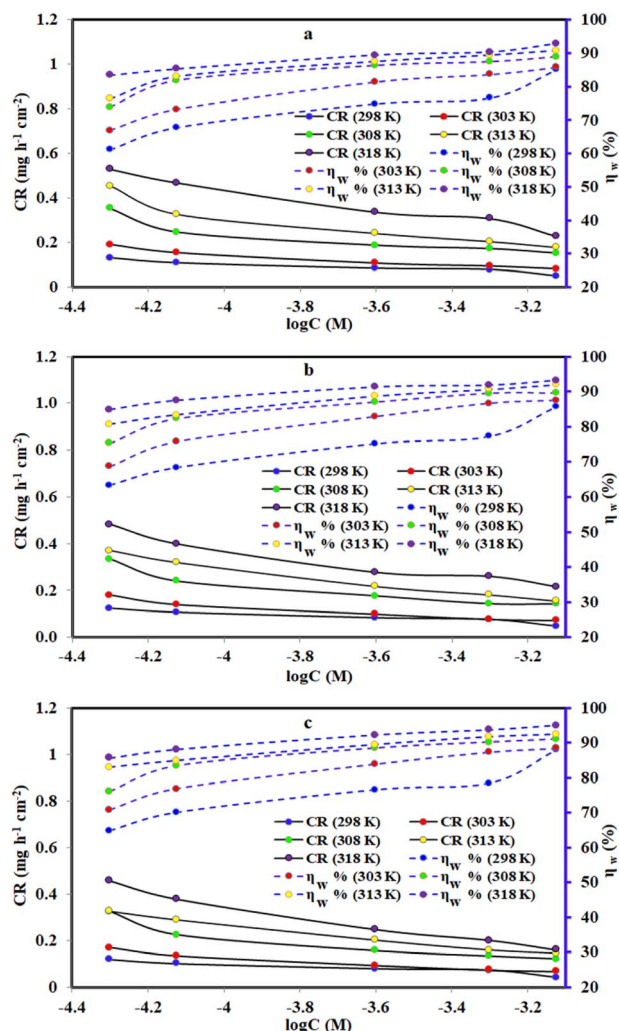 a
1.2
1
0.8
0.6
0.4
0.2
0
CR (mg h-1 cm-2)
100
90
80
70
60
50
40
30
20
ηw (%)
CR (298 K) CR (303 K)
CR (308 K) CR (313 K)
CR (318 K) ηw % (298 K)
ηw % (303 K) ηw % (308 K)
ηw % (313 K) ηw % (318 K)
-4.4 -4.2 -4 -3.8 -3.6 -3.4 -3.2
logC (M)
b
1.2
1.0
0.8
0.6
0.4
0.2
0.0
CR (mg h-1 cm-2)
100
90
80
70
60
50
40
30
20
ηw (%)
CR (298 K) CR (303 K)
CR (308 K) CR (313 K)
CR (318 K) ηw % (298 K)
ηw % (303 K) ηw % (308 K)
ηw % (313 K) ηw % (318 K)
-4.4 -4.2 -4 -3.8 -3.6 -3.4 -3.2
logC (M)
c
1.2
1
0.8
0.6
0.4
0.2
0
CR (mg h-1 cm-2)
100
90
80
70
60
50
40
30
20
ηw (%)
CR (298 K) CR (303 K)
CR (308 K) CR (313 K)
CR (318 K) ηw % (298 K)
ηw % (303 K) ηw % (308 K)
ηw % (313 K) ηw % (318 K)
-4.4 -4.2 -4 -3.8 -3.6 -3.4 -3.2
logC (M)